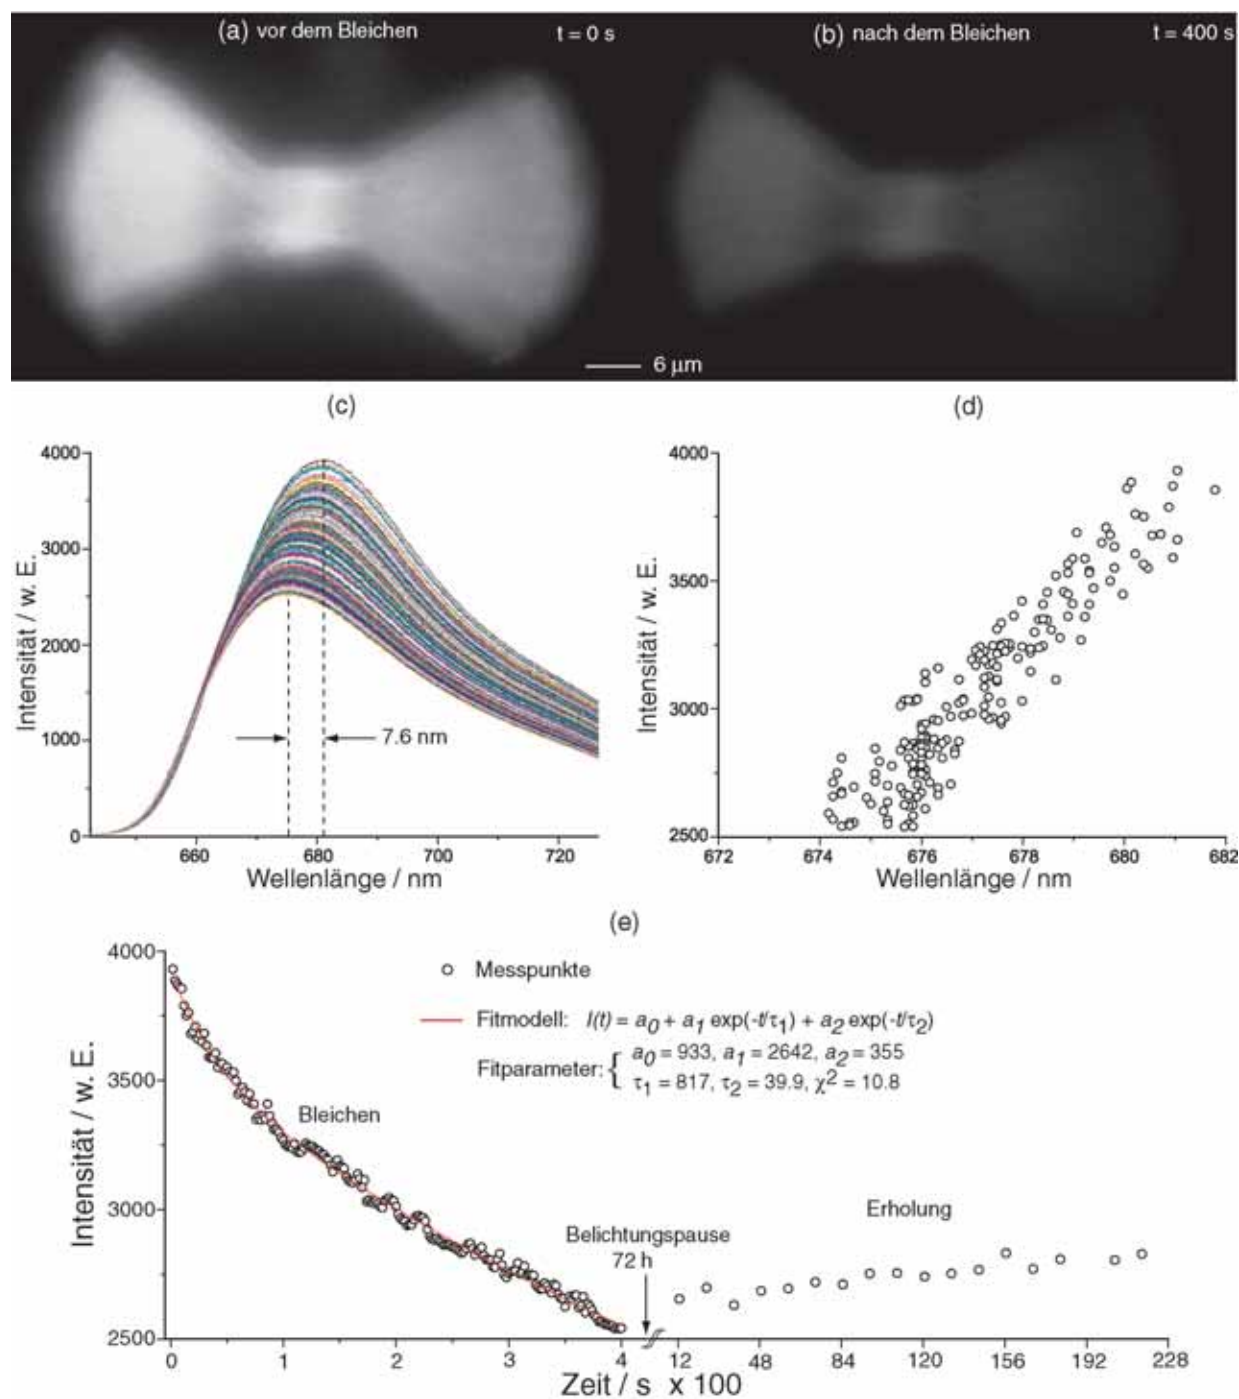 (a) vor dem Bleichen t = 0 s (b) nach dem Bleichen t = 400 s
6 μm
(c) (d)
4000
3000
2000
1000
0
Intensität / w. E.
7.6 nm
660 680 700 720
Wellenlänge / nm
4000
3500
3000
2500
Intensität / w. E.
672 674 676 678 680 682
Wellenlänge / nm
(e)
4000
3500
3000
2500
Intensität / w. E.
Messpunkte
Fitmodell: I(t) = a0 + a1 exp(-t/τ1) + a2 exp(-t/τ2)
Fitparameter: { a0 = 933, a1 = 2642, a2 = 355
τ1 = 817, τ2 = 39.9, χ2 = 10.8
Bleichen
Erholung
Belichtungspause
72 h
0 1 2 3 4 12 48 84 120 156 192 228
Zeit / s x 100